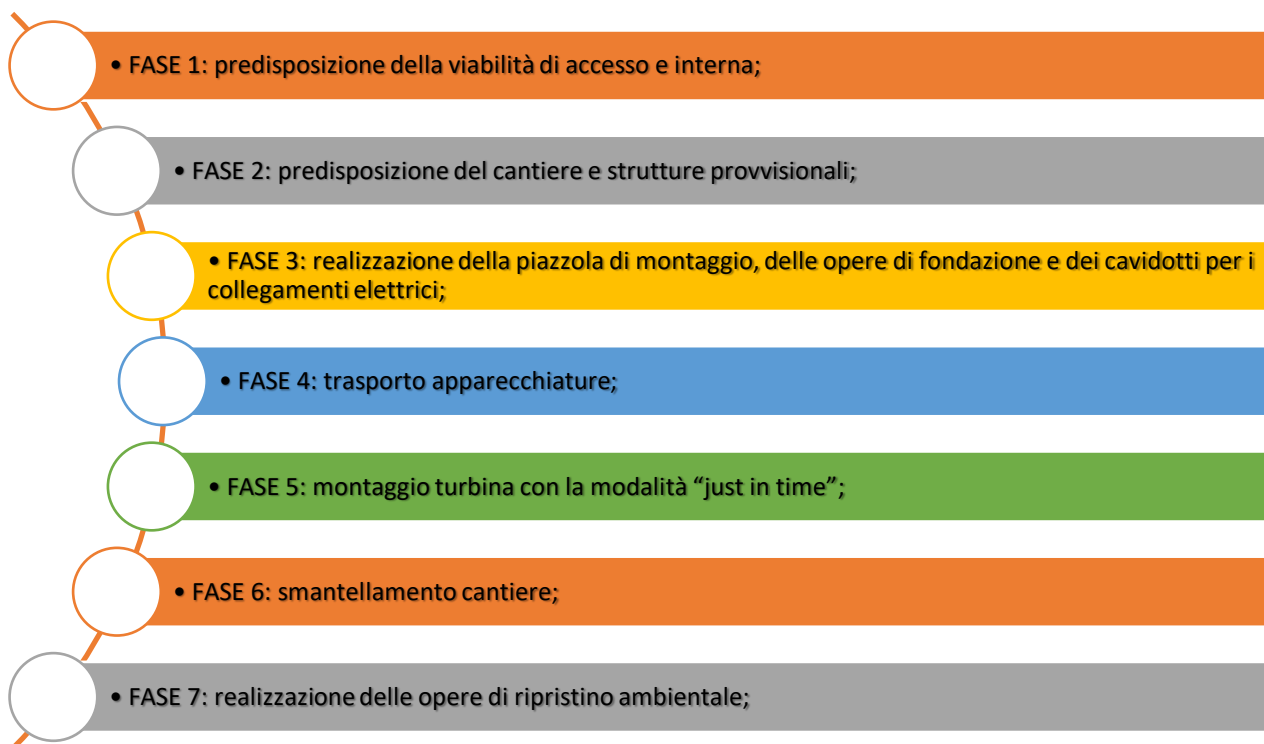 • FASE 1: predisposizione della viabilità di accesso e interna;
• FASE 2: predisposizione del cantiere e strutture provvisionali;
• FASE 3: realizzazione della piazzola di montaggio, delle opere di fondazione e dei cavidotti per i
collegamenti elettrici;
• FASE 4: trasporto apparecchiature;
• FASE 5: montaggio turbina con la modalità “just in time”;
• FASE 6: smantellamento cantiere;
• FASE 7: realizzazione delle opere di ripristino ambientale;